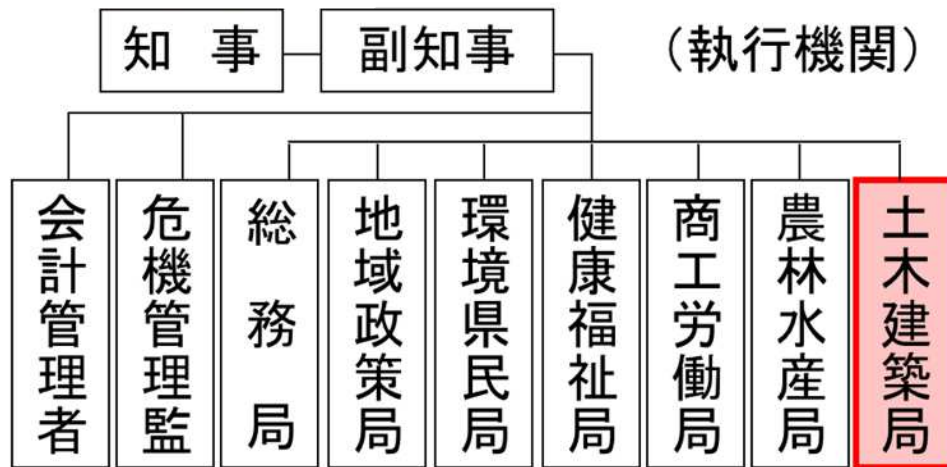 知 事
副知事
（執行機関）
会計管理者
危機管理監
総務局
地域政策局
環境県民局
健康福祉局
商工労働局
農林水産局
土木建築局